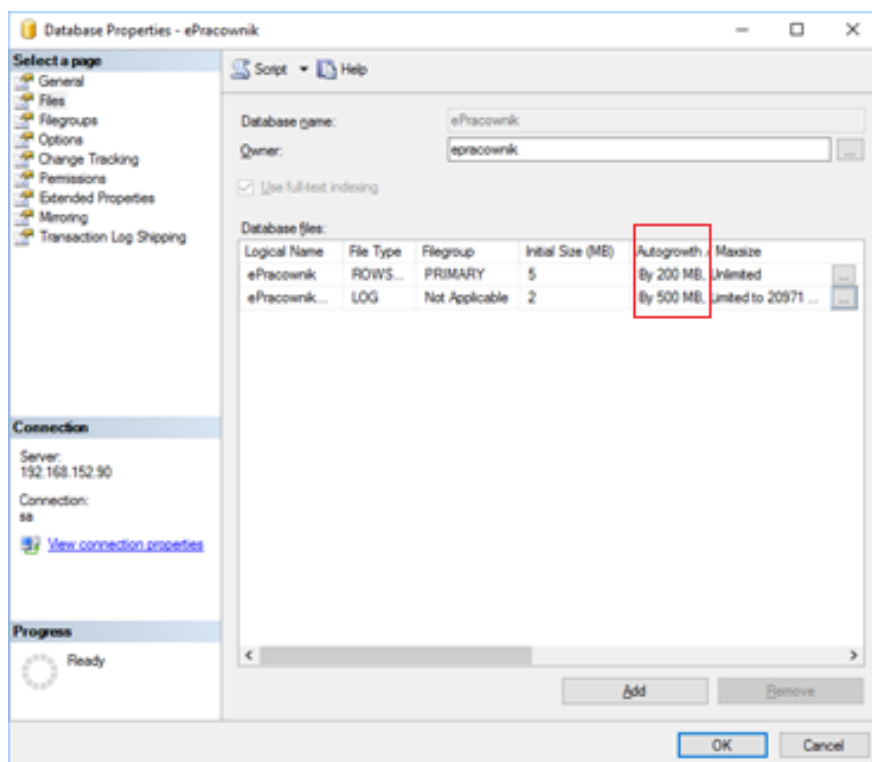 Database Properties - ePracownik
Select a page
General
Files
Filegroups
Options
Change Tracking
Permissions
Extended Properties
Mirroring
Transaction Log Shipping
Connection
Server:
192.168.152.90
Connection:
sa
View connection properties
Progress
Ready
Script Help
Database name: ePracownik
Owner: epracownik ...
Use full-text indexing
Database files:
Logical Name File Type Filegroup Initial Size (MB) Autogrowth / Maxsize
ePracownik ROWS... PRIMARY 5 By 200 MB, Unlimited ...
ePracownik... LOG Not Applicable 2 By 500 MB, Limited to 20971 ... ...
Add Remove
OK Cancel